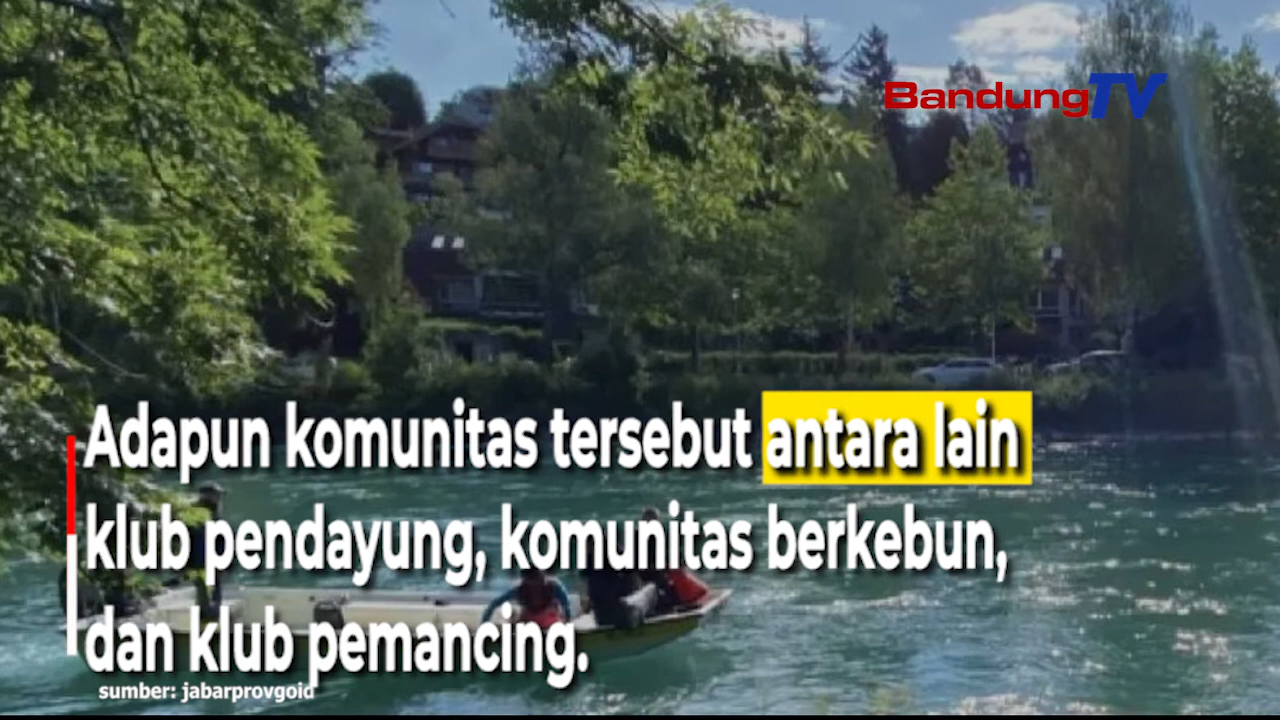 BandungTV
Adapun komunitas tersebut antara lain
klub pendayung, komunitas berkebun,
dan klub pemancing.
sumber: jabarprovgoid